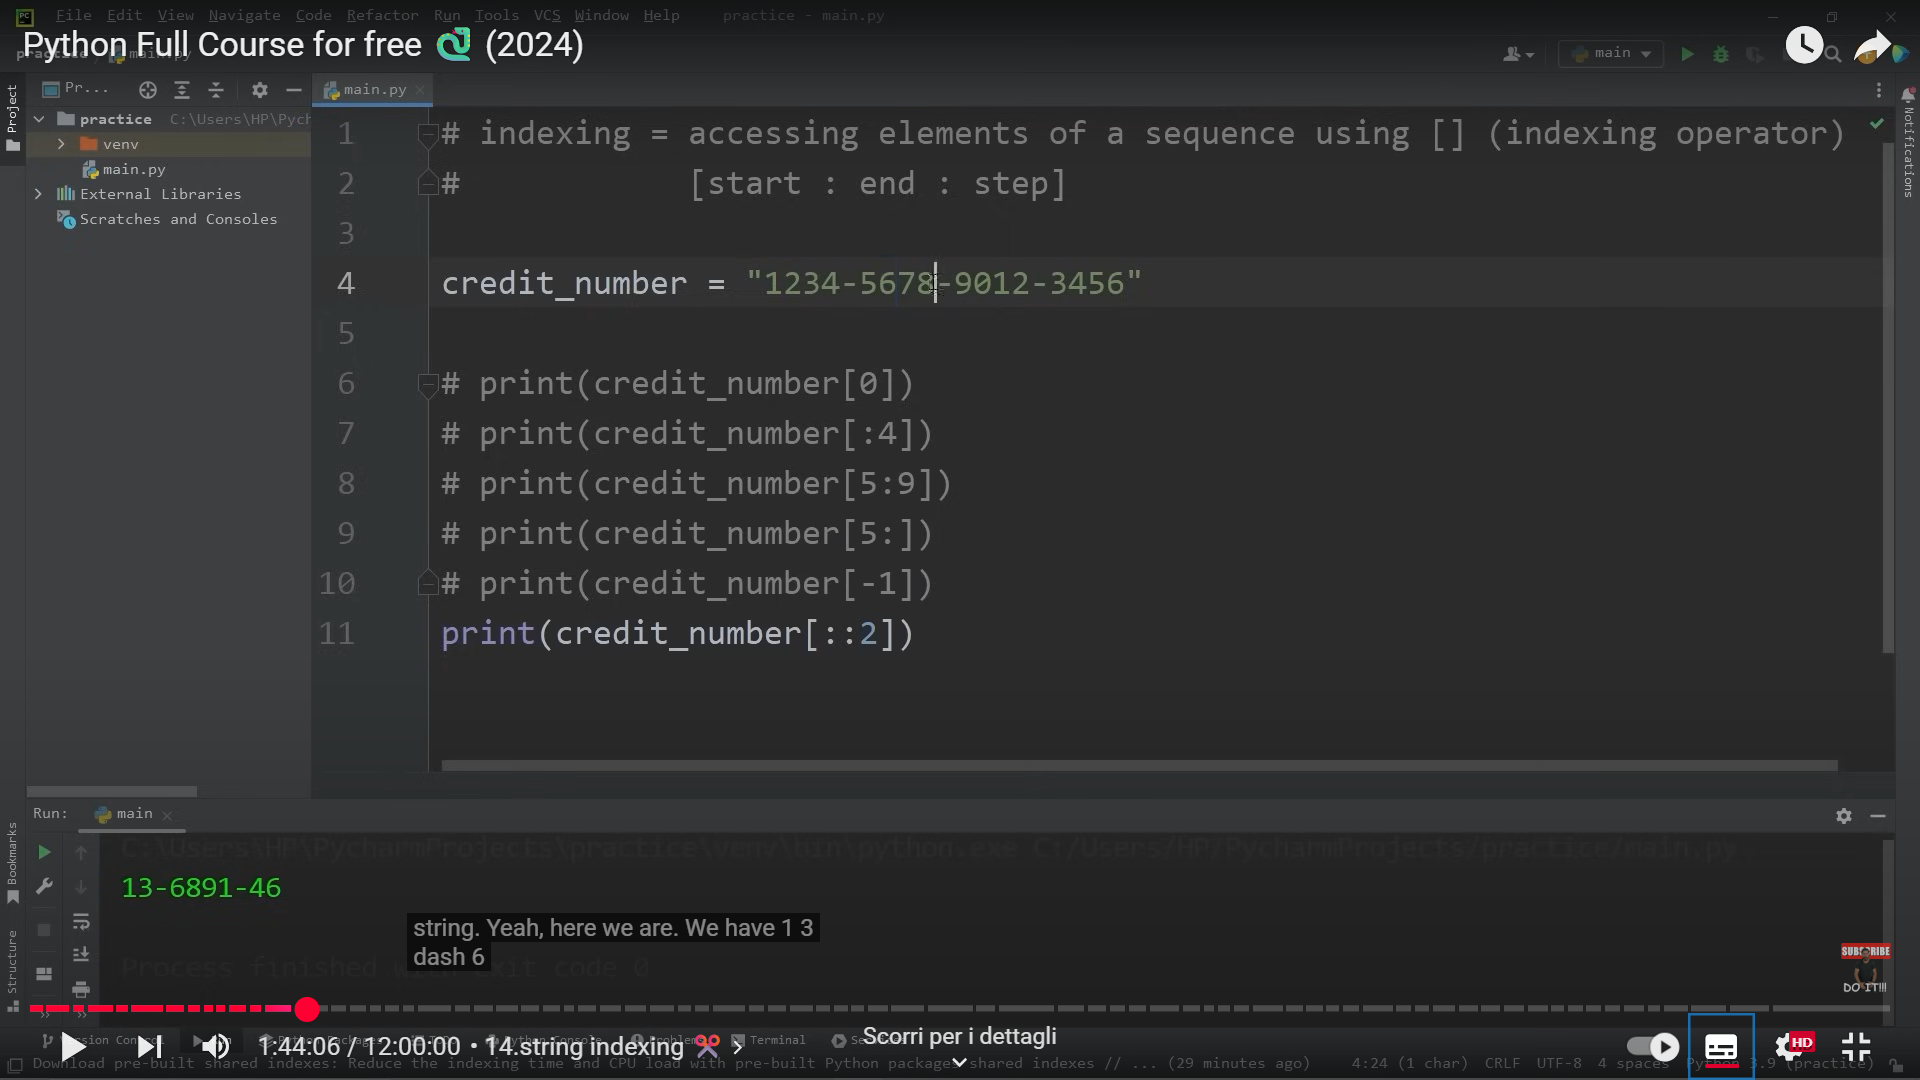 File Edit View Navigate Code Refactor Run Tools VCS Window Help practice - main.py
Python Full Course for free (2024)
practice main.py
main
Project
Pr...
main.py
practice C:\Users\HP\Pych
venv
main.py
External Libraries
Scratches and Consoles
Notifications
1 # indexing = accessing elements of a sequence using [] (indexing operator)
2 # [start : end : step]
3
4 credit_number = "1234-5678-9012-3456"
5
6 # print(credit_number[0])
7 # print(credit_number[:4])
8 # print(credit_number[5:9])
9 # print(credit_number[5:])
10 # print(credit_number[-1])
11 print(credit_number[::2])
Run: main
Bookmarks
Structure
C:\Users\HP\PycharmProjects\practice\venv\bin\python.exe C:/Users/HP/PycharmProjects/practice/main.py
13-6891-46
string. Yeah, here we are. We have 1 3
dash 6
Process finished with exit code 0
SUBSCRIBE
DO IT!!!
1:44:06 / 12:00:00 • 14.string indexing
Scorri per i dettagli
HD
Terminal
Download pre-built shared indexes: Reduce the indexing time and CPU load with pre-built Python package shared indexes // ... (29 minutes ago) 4:24 (1 char) CRLF UTF-8 4 spaces Python 3.9 (practice)